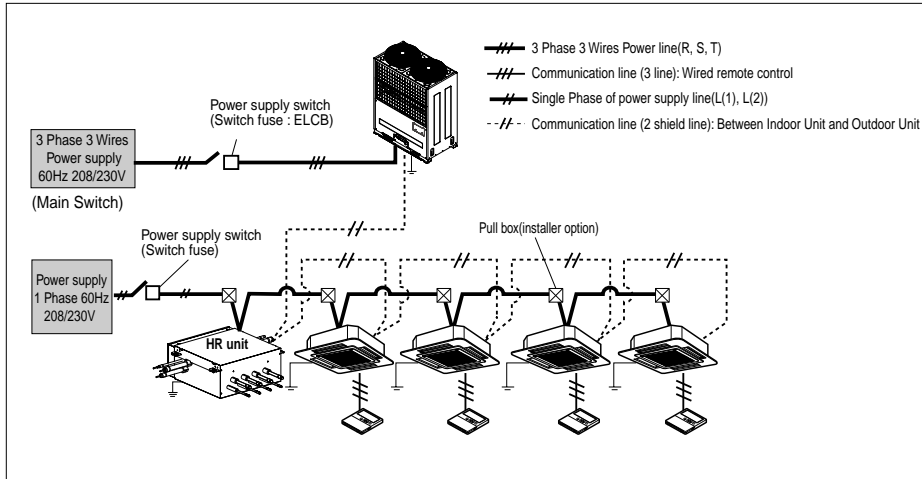 3 Phase 3 Wires Power line(R, S, T)
Communication line (3 line): Wired remote control
Single Phase of power supply line(L(1), L(2))
Communication line (2 shield line): Between Indoor Unit and Outdoor Unit
Power supply switch
(Switch fuse : ELCB)
3 Phase 3 Wires
Power supply
60Hz 208/230V
(Main Switch)
Power supply switch
(Switch fuse)
Pull box(installer option)
Power supply
1 Phase 60Hz
208/230V
HR unit